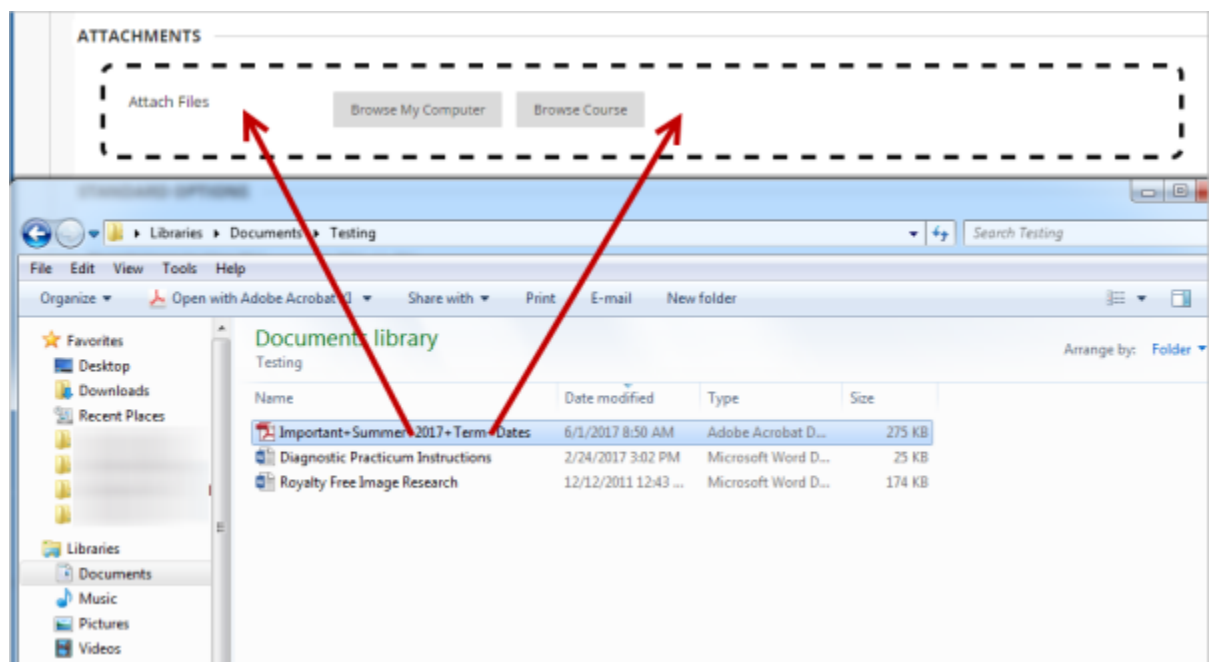 ATTACHMENTS
Attach Files Browse My Computer Browse Course
STANDARD OPTIONS
Libraries Documents Testing Search Testing
File Edit View Tools Help
Organize Open with Adobe Acrobat XI Share with Print E-mail New folder
Favorites
Desktop
Downloads
Recent Places
Libraries
Documents
Music
Pictures
Videos
Documents library
Testing
Arrange by: Folder
Name Date modified Type Size
Important+Summer+2017+Term+Dates 6/1/2017 8:50 AM Adobe Acrobat D... 275 KB
Diagnostic Practicum Instructions 2/24/2017 3:02 PM Microsoft Word D... 25 KB
Royalty Free Image Research 12/12/2011 12:43 ... Microsoft Word D... 174 KB